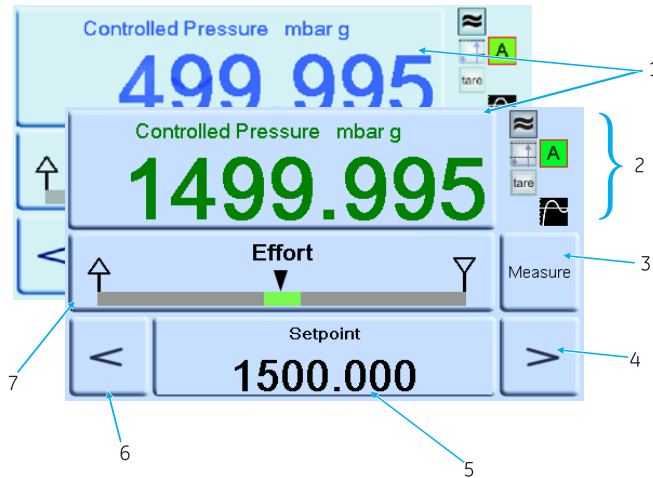 Controlled Pressure mbar g
499.995
A
tare
1
Controlled Pressure mbar g
1499.995
A
tare
2
Effort
Measure
3
<
Setpoint
1500.000
>
4
7
6
5
<